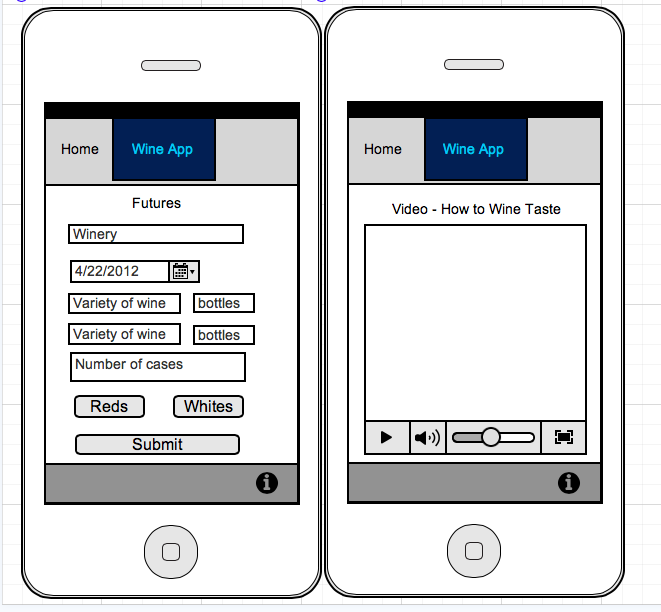 Home Wine App
Futures
Winery
4/22/2012
Variety of wine bottles
Variety of wine bottles
Number of cases
Reds Whites
Submit
i
Home Wine App
Video - How to Wine Taste
i